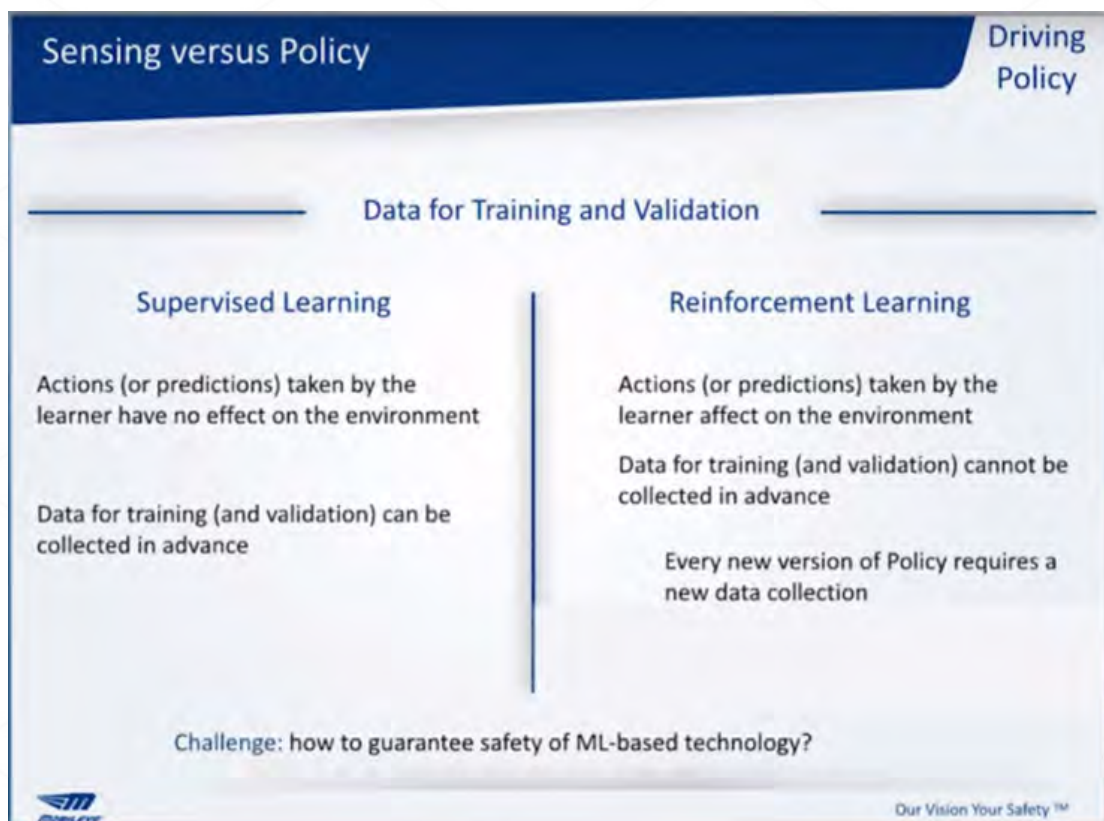 Sensing versus Policy
Driving
Policy
Data for Training and Validation
Supervised Learning
Actions (or predictions) taken by the
learner have no effect on the environment
Data for training (and validation) can be
collected in advance
Reinforcement Learning
Actions (or predictions) taken by the
learner affect on the environment
Data for training (and validation) cannot be
collected in advance
Every new version of Policy requires a
new data collection
Challenge: how to guarantee safety of ML-based technology?
Our Vision Your Safety ™